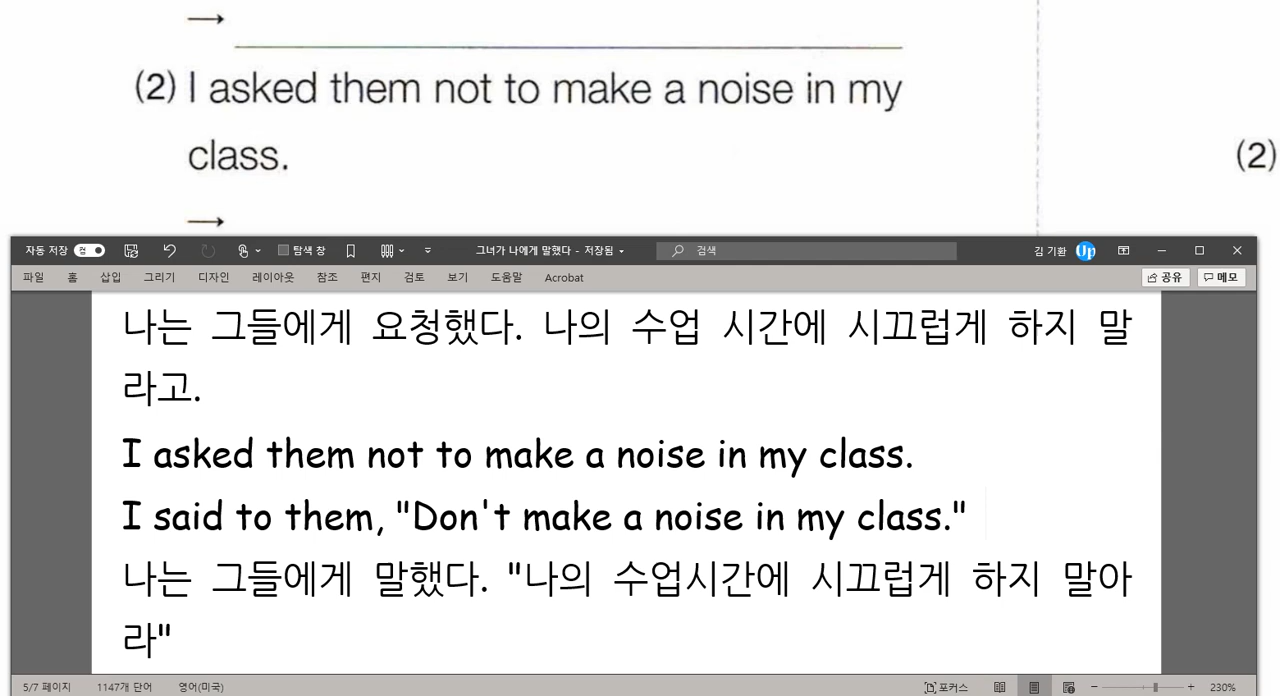 →
(2) I asked them not to make a noise in my
class.
(2)
→
자동 저장 켬 탐색 창 그녀가 나에게 말했다 - 저장됨 검색 김 기환 Up
파일 홈 삽입 그리기 디자인 레이아웃 참조 편지 검토 보기 도움말 Acrobat 공유 메모
나는 그들에게 요청했다. 나의 수업 시간에 시끄럽게 하지 말
라고.
I asked them not to make a noise in my class.
I said to them, "Don't make a noise in my class."
나는 그들에게 말했다. "나의 수업시간에 시끄럽게 하지 말아
라"
5/7 페이지 1147개 단어 영어(미국) 포커스 230%